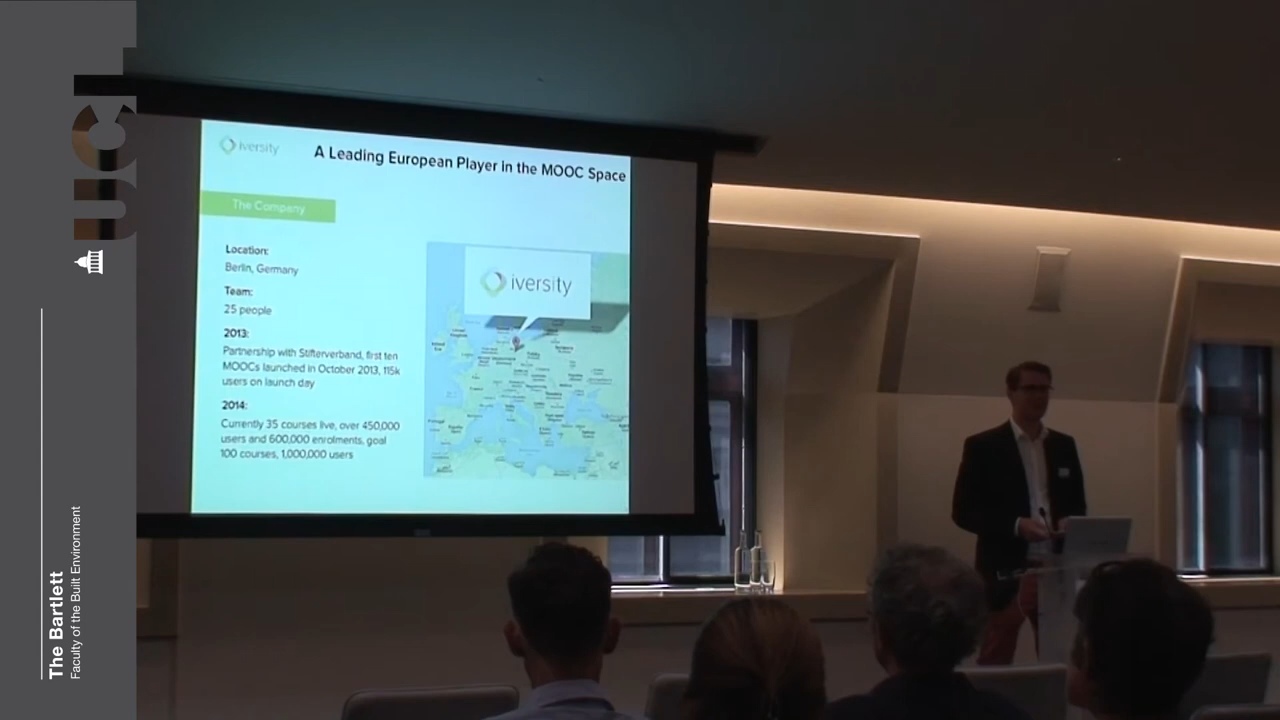 UCL
The Bartlett
Faculty of the Built Environment
iversity
A Leading European Player in the MOOC Space
The Company
Location:
Berlin, Germany
Team:
25 people
2013:
Partnership with Stifterverband, first ten
MOOCs launched in October 2013, 115k
users on launch day
2014:
Currently 35 courses live, over 450,000
users and 600,000 enrolments, goal
100 courses, 1,000,000 users
iversity